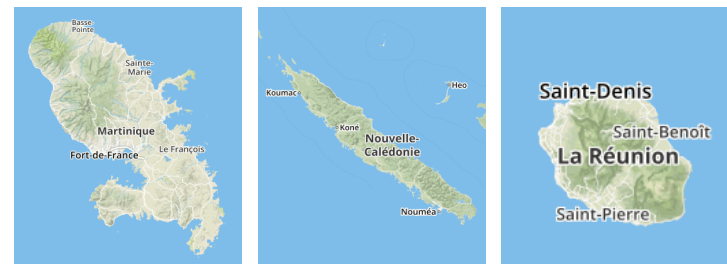 Basse
Pointe
Sainte-
Marie
Martinique
Fort-de-France
Le François
Heo
Koumac
Koné
Nouvelle-
Calédonie
Nouméa
Saint-Denis
Saint-Benoît
La Réunion
Saint-Pierre